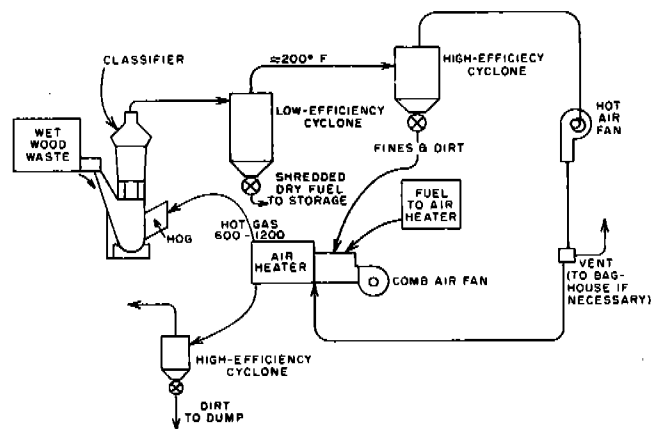 CLASSIFIER
WET
WOOD
WASTE
HOG
≈200° F
LOW-EFFICIENCY
CYCLONE
SHREDDED
DRY FUEL
TO STORAGE
HIGH-EFFICIECY
CYCLONE
FINES & DIRT
HOT
AIR
FAN
FUEL
TO AIR
HEATER
HOT GAS
600-1200
AIR
HEATER
COMB AIR FAN
VENT
(TO BAG-
HOUSE IF
NECESSARY)
HIGH-EFFICIENCY
CYCLONE
DIRT
TO DUMP